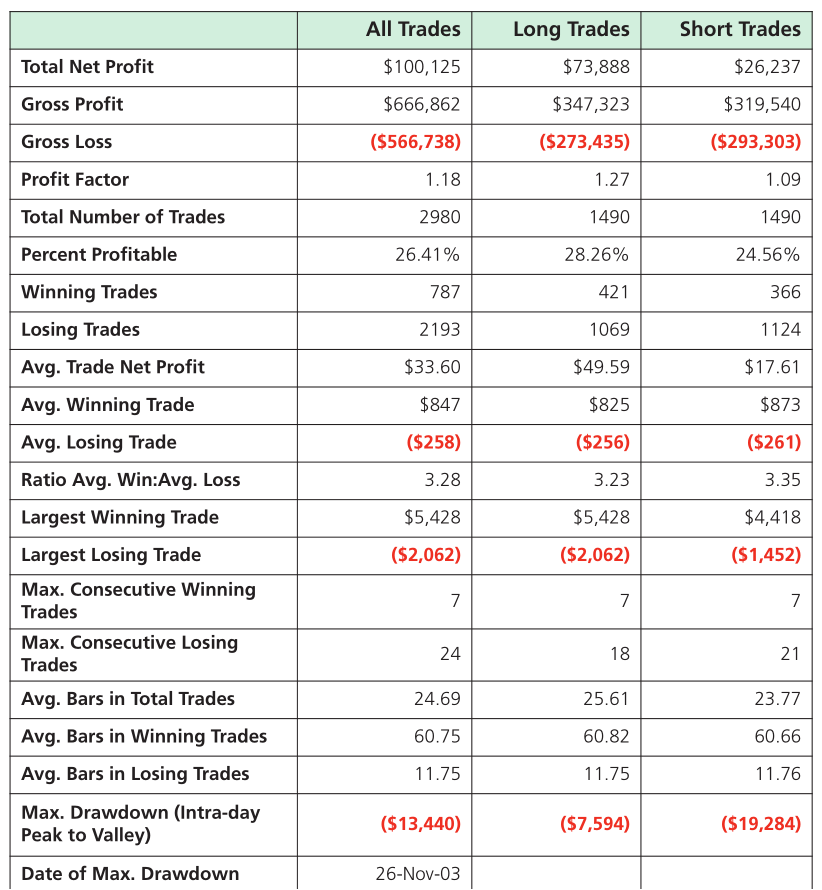 All Trades Long Trades Short Trades
Total Net Profit $100,125 $73,888 $26,237
Gross Profit $666,862 $347,323 $319,540
Gross Loss ($566,738) ($273,435) ($293,303)
Profit Factor 1.18 1.27 1.09
Total Number of Trades 2980 1490 1490
Percent Profitable 26.41% 28.26% 24.56%
Winning Trades 787 421 366
Losing Trades 2193 1069 1124
Avg. Trade Net Profit $33.60 $49.59 $17.61
Avg. Winning Trade $847 $825 $873
Avg. Losing Trade ($258) ($256) ($261)
Ratio Avg. Win:Avg. Loss 3.28 3.23 3.35
Largest Winning Trade $5,428 $5,428 $4,418
Largest Losing Trade ($2,062) ($2,062) ($1,452)
Max. Consecutive Winning
Trades 7 7 7
Max. Consecutive Losing
Trades 24 18 21
Avg. Bars in Total Trades 24.69 25.61 23.77
Avg. Bars in Winning Trades 60.75 60.82 60.66
Avg. Bars in Losing Trades 11.75 11.75 11.76
Max. Drawdown (Intra-day
Peak to Valley) ($13,440) ($7,594) ($19,284)
Date of Max. Drawdown 26-Nov-03